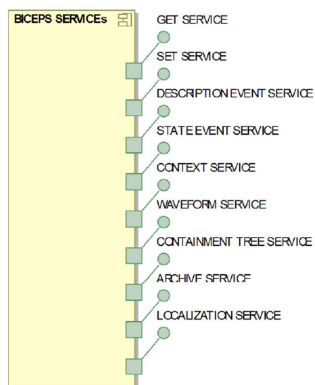 BICEPS SERVICEs
GET SERVICE
SET SERVICE
DESCRIPTION EVENT SERVICE
STATE EVENT SERVICE
CONTEXT SERVICE
WAVEFORM SERVICE
CONTAINMENT TREE SERVICE
ARCHIVE SERVICE
LOCALIZATION SERVICE